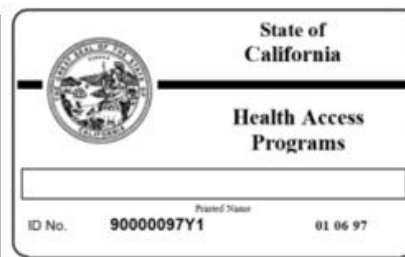 State of
California
Health Access
Programs
Printed Name
ID No. 90000097Y1 01 06 97